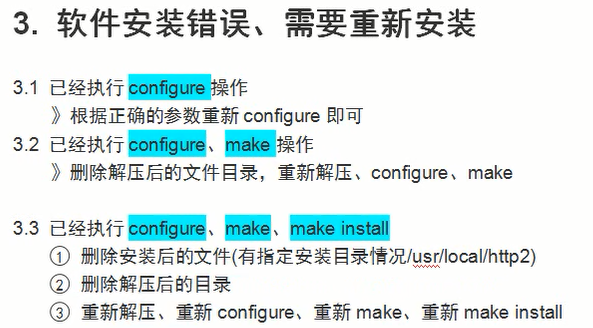 3. 软件安装错误、需要重新安装
3.1 已经执行 configure 操作
》根据正确的参数重新 configure 即可
3.2 已经执行 configure、make 操作
》删除解压后的文件目录，重新解压、configure、make
3.3 已经执行 configure、make、make install
① 删除安装后的文件(有指定安装目录情况/usr/local/http2)
② 删除解压后的目录
③ 重新解压、重新 configure、重新 make、重新 make install